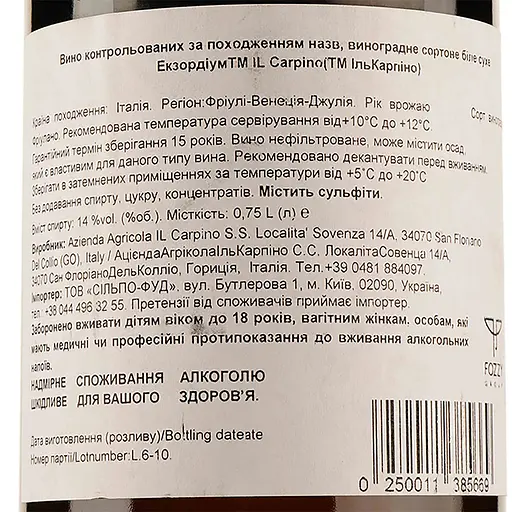 Вино контрольованих за походженням назв, виноградне сортове біле сухе
ЕкзордіумТМ IL Carpino(ТМ ІльКарпіно)
Країна походження: Італія. Регіон:Фріулі-Венеція-Джулія. Рік врожаю
Сорт
Фріулано. Рекомендована температура сервірування від+10°С до +12°С.
Гарантійний термін зберігання 15 років. Вино нефільтроване, може містити осад,
який є властивим для даного типу вина. Рекомендовано декантувати перед вживанням.
Зберігати в затемнених приміщеннях за температури від +5°С до +20°С
Без додавання спирту, цукру, концентратів. Містить сульфіти.
Вміст спирту: 14 %vol. (%об.). Місткість: 0,75 L (л) ℮
Виробник: Azienda Agricola IL Carpino S.S. Localita' Sovenza 14/A, 34070 San Floriano
Del Collio (GO), Italy / АцієндаАгріколаІльКарпіно С.С. ЛокалітаСовенца 14/А,
34070 Сан ФлоріаноДельКолліо, Гориція, Італія. Тел.+39 0481 884097.
Імпортер: ТОВ «СІЛЬПО-ФУД», вул. Бутлерова 1, м. Київ, 02090, Україна,
тел. +38 044 496 32 55. Претензії від споживачів приймає імпортер.
Заборонено вживати дітям віком до 18 років, вагітним жінкам, особам, які
мають медичні чи професійні протипоказання до вживання алкогольних
напоїв.
НАДМІРНЕ СПОЖИВАННЯ АЛКОГОЛЮ
ШКІДЛИВЕ ДЛЯ ВАШОГО ЗДОРОВ'Я.
FOZZY
GROUP
Дата виготовлення (розливу)/Bottling dateate
Номер партії/Lotnumber:L.6-10.
0 250011 385669